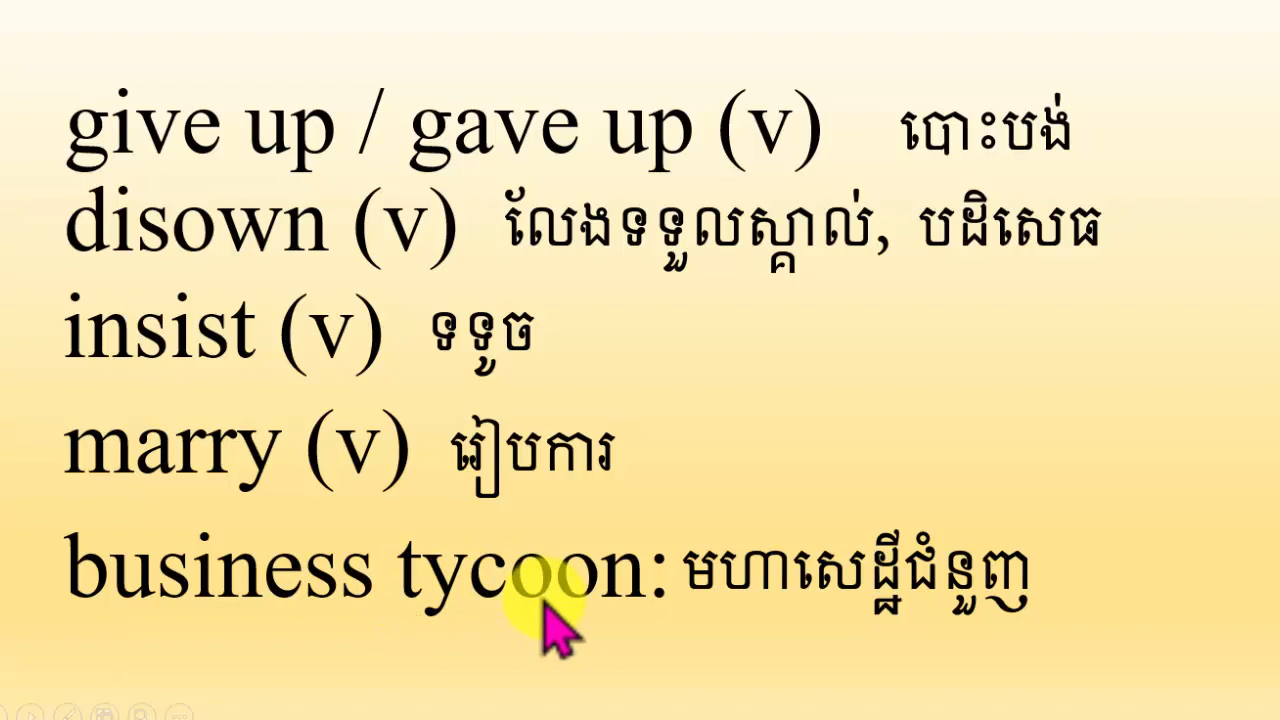 give up / gave up (v) បោះបង់
disown (v) លែងទទួលស្គាល់, បដិសេធ
insist (v) ទទូច
marry (v) រៀបការ
business tycoon: មហាសេដ្ឋីជំនួញ